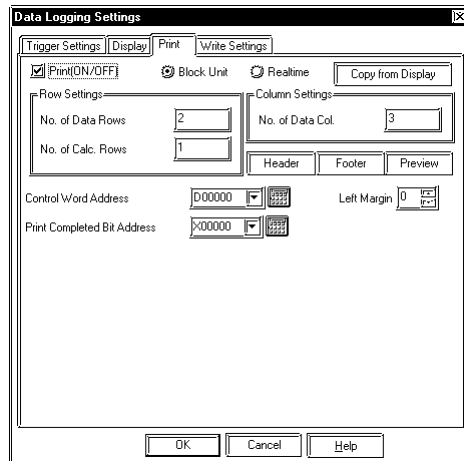 Data Logging Settings
Trigger Settings Display Print Write Settings
Print(ON/OFF) Block Unit Realtime Copy from Display
Row Settings Column Settings
No. of Data Rows 2 No. of Data Col. 3
No. of Calc. Rows 1
Header Footer Preview
Control Word Address D00000 Left Margin 0
Print Completed Bit Address X00000
OK Cancel Help